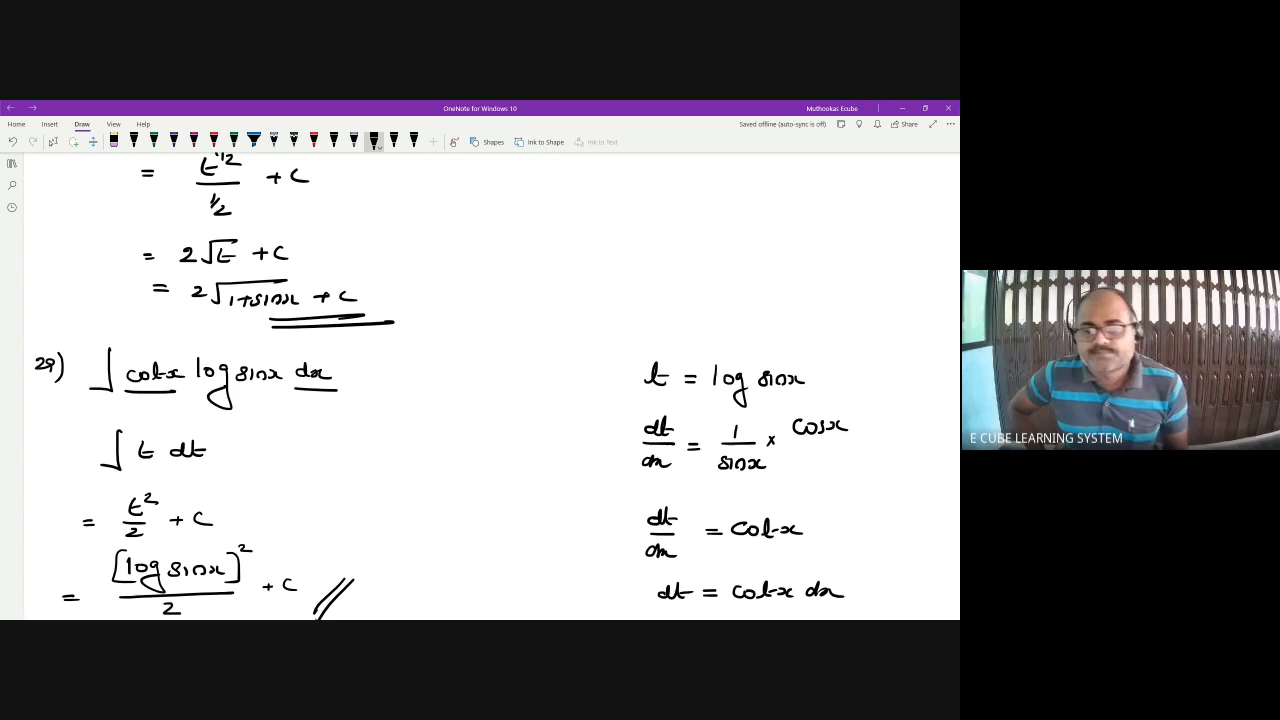 OneNote for Windows 10
Muthookas Ecube
Home Insert Draw View Help
Saved offline (auto-sync is off)
Share
Shapes
Ink to Shape
Ink to Text
= t^1/2 / 1/2 + C
= 2√t + C
= 2√1+sinx + C
29) ∫ cotx log sinx dx
∫ t dt
= t²/2 + C
= [log sinx]²/2 + C //
t = log sinx
dt/dx = 1/sinx × cosx
dt/dx = cotx
dt = cotx dx
E CUBE LEARNING SYSTEM